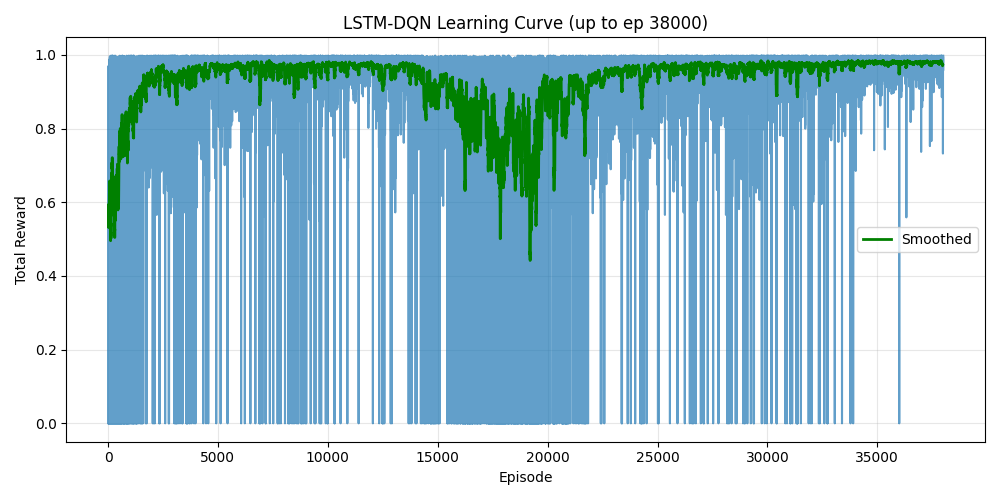 LSTM-DQN Learning Curve (up to ep 38000)
1.0
0.8
0.6
0.4
0.2
0.0
Total Reward
Smoothed
0 5000 10000 15000 20000 25000 30000 35000
Episode